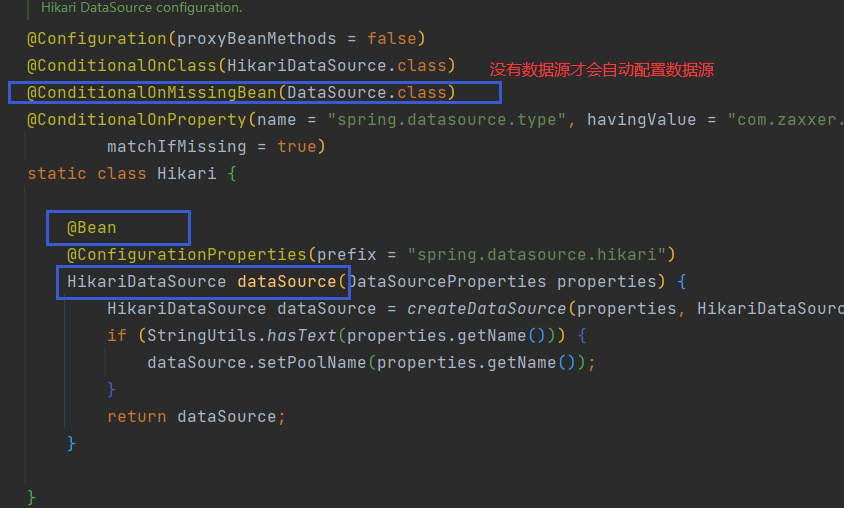 Hikari DataSource configuration.
@Configuration(proxyBeanMethods = false)
@ConditionalOnClass(HikariDataSource.class)
没有数据源才会自动配置数据源
@ConditionalOnMissingBean(DataSource.class)
@ConditionalOnProperty(name = "spring.datasource.type", havingValue = "com.zaxxer.
matchIfMissing = true)
static class Hikari {
@Bean
@ConfigurationProperties(prefix = "spring.datasource.hikari")
HikariDataSource dataSource(DataSourceProperties properties) {
HikariDataSource dataSource = createDataSource(properties, HikariDataSourc
if (StringUtils.hasText(properties.getName())) {
dataSource.setPoolName(properties.getName());
}
return dataSource;
}
}